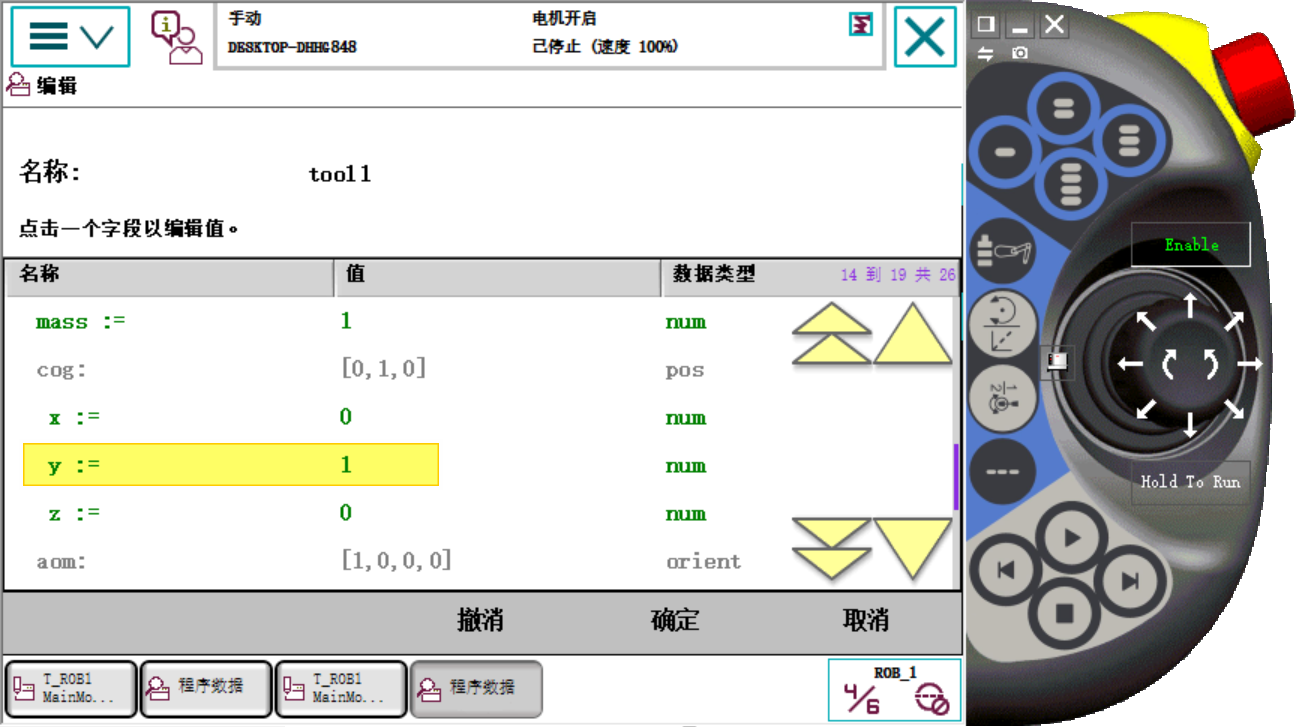 手动
电机开启
DESKTOP-DHHG848
己停止 (速度 100%)
编辑
名称: tool1
点击一个字段以编辑值。
名称 值 数据类型 14 到 19 共 26
mass := 1 num
cog: [0,1,0] pos
x := 0 num
y := 1 num
z := 0 num
aom: [1,0,0,0] orient
撤消 确定 取消
T_ROB1
MainMo...
程序数据
T_ROB1
MainMo...
程序数据
ROB_1
Enable
Hold To Run